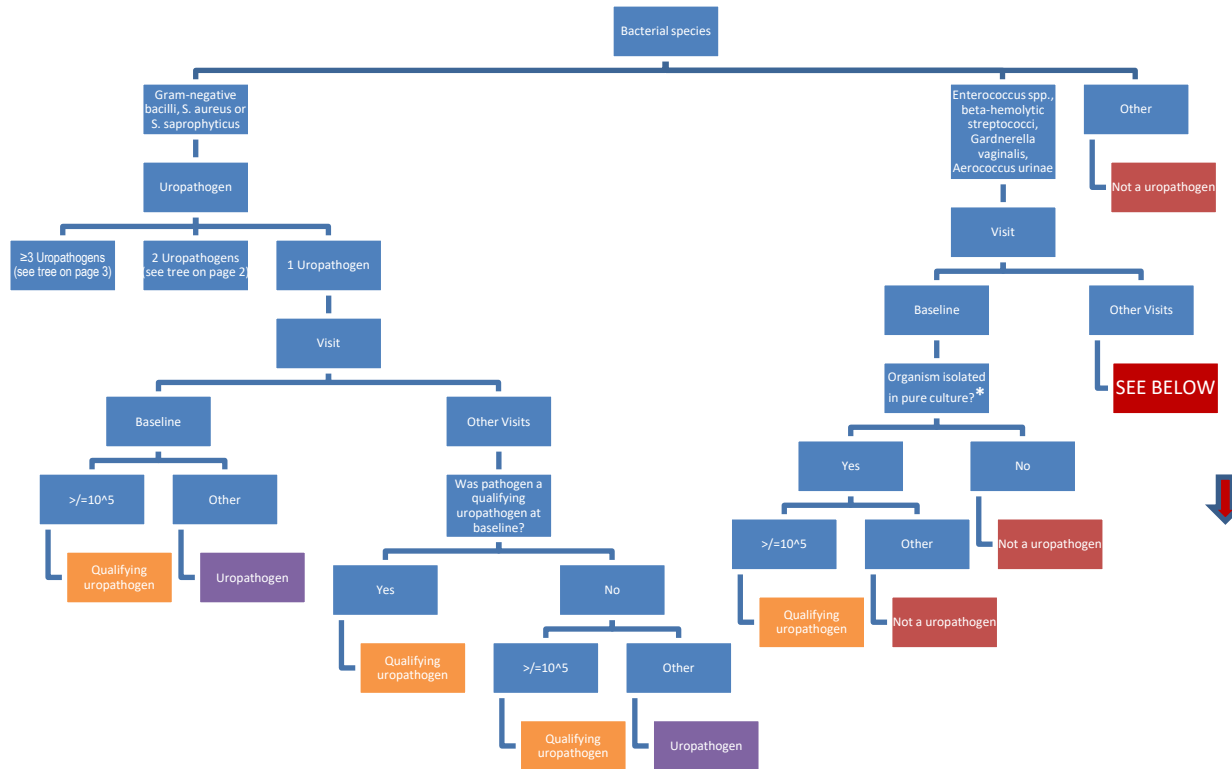 Bacterial species
Gram-negative
bacilli, S. aureus or
S. saprophyticus
Enterococcus spp.,
beta-hemolytic
streptococci,
Gardnerella
vaginalis,
Aerococcus urinae
Other
Uropathogen
Not a uropathogen
Visit
≥3 Uropathogens
(see tree on page 3)
2 Uropathogens
(see tree on page 2)
1 Uropathogen
Baseline
Other Visits
Visit
Organism isolated
in pure culture?*
SEE BELOW
Baseline
Other Visits
Yes
No
>/=10^5
Other
Was pathogen a
qualifying
uropathogen at
baseline?
>/=10^5
Other
Not a uropathogen
Qualifying
uropathogen
Uropathogen
Yes
No
Qualifying
uropathogen
Not a uropathogen
Qualifying
uropathogen
>/=10^5
Other
Qualifying
uropathogen
Uropathogen